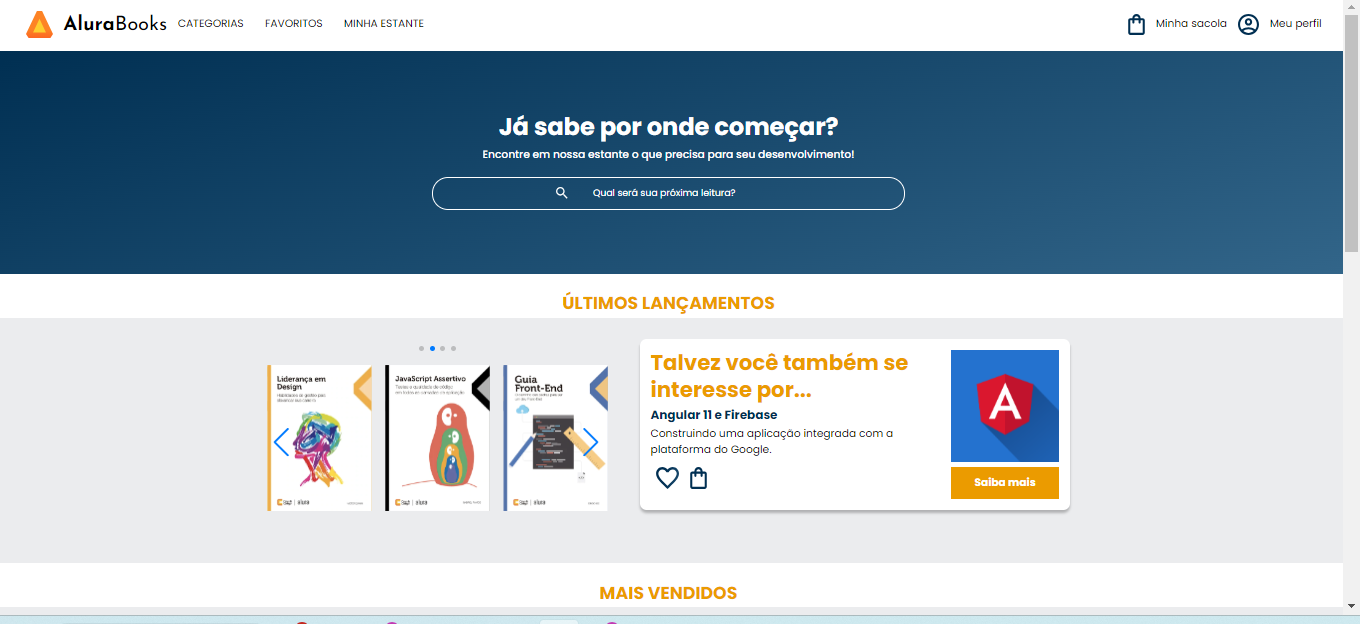 AluraBooks
CATEGORIAS
FAVORITOS
MINHA ESTANTE
Minha sacola
Meu perfil
Já sabe por onde começar?
Encontre em nossa estante o que precisa para seu desenvolvimento!
Qual será sua próxima leitura?
ÚLTIMOS LANÇAMENTOS
Liderança em
Design
JavaScript Assertivo
Guia
Front-End
Talvez você também se
interesse por...
Angular 11 e Firebase
Construindo uma aplicação integrada com a
plataforma do Google.
A
Saiba mais
MAIS VENDIDOS